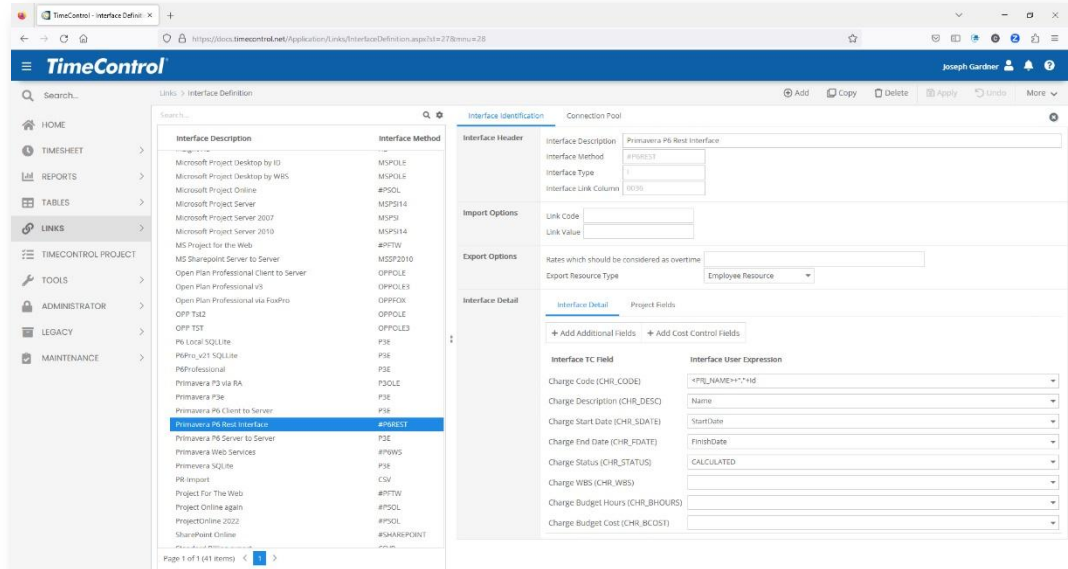 TimeControl - Interface Definit
https://docs.timecontrol.net/Application/Links/InterfaceDefinition.aspx?st=27&mnu=28
TimeControl
Joseph Gardner
Search...
Links > Interface Definition
Add
Copy
Delete
Apply
Undo
More
HOME
TIMESHEET
REPORTS
TABLES
LINKS
TIMECONTROL PROJECT
TOOLS
ADMINISTRATOR
LEGACY
MAINTENANCE
Search...
Interface Description Interface Method
Microsoft Project Desktop by ID MSPOLE
Microsoft Project Desktop by WBS MSPOLE
Microsoft Project Online #PSOL
Microsoft Project Server MSPSI14
Microsoft Project Server 2007 MSPSI
Microsoft Project Server 2010 MSPSI14
MS Project for the Web #PFTW
MS Sharepoint Server to Server MSSP2010
Open Plan Professional Client to Server OPPOLE
Open Plan Professional v3 OPPOLE3
Open Plan Professional via FoxPro OPPFOX
OPP Tst2 OPPOLE
OPP TST OPPOLE3
P6 Local SQLLite P3E
P6Pro_v21 SQLLite P3E
P6Professional P3E
Primavera P3 via RA P3OLE
Primavera P3e P3E
Primavera P6 Client to Server P3E
Primavera P6 Rest Interface #P6REST
Primavera P6 Server to Server P3E
Primavera Web Services #P6WS
Primevera SQLite P3E
PR-Import CSV
Project For The Web #PFTW
Project Online again #PSOL
ProjectOnline 2022 #PSOL
SharePoint Online #SHAREPOINT
Page 1 of 1 (41 items) < 1 >
Interface Identification Connection Pool
Interface Header
Interface Description Primavera P6 Rest Interface
Interface Method #P6REST
Interface Type I
Interface Link Column 0036
Import Options
Link Code
Link Value
Export Options
Rates which should be considered as overtime
Export Resource Type Employee Resource
Interface Detail
Interface Detail Project Fields
+ Add Additional Fields + Add Cost Control Fields
Interface TC Field Interface User Expression
Charge Code (CHR_CODE) <PRJ_NAME>+"."+Id
Charge Description (CHR_DESC) Name
Charge Start Date (CHR_SDATE) StartDate
Charge End Date (CHR_FDATE) FinishDate
Charge Status (CHR_STATUS) CALCULATED
Charge WBS (CHR_WBS)
Charge Budget Hours (CHR_BHOURS)
Charge Budget Cost (CHR_BCOST)